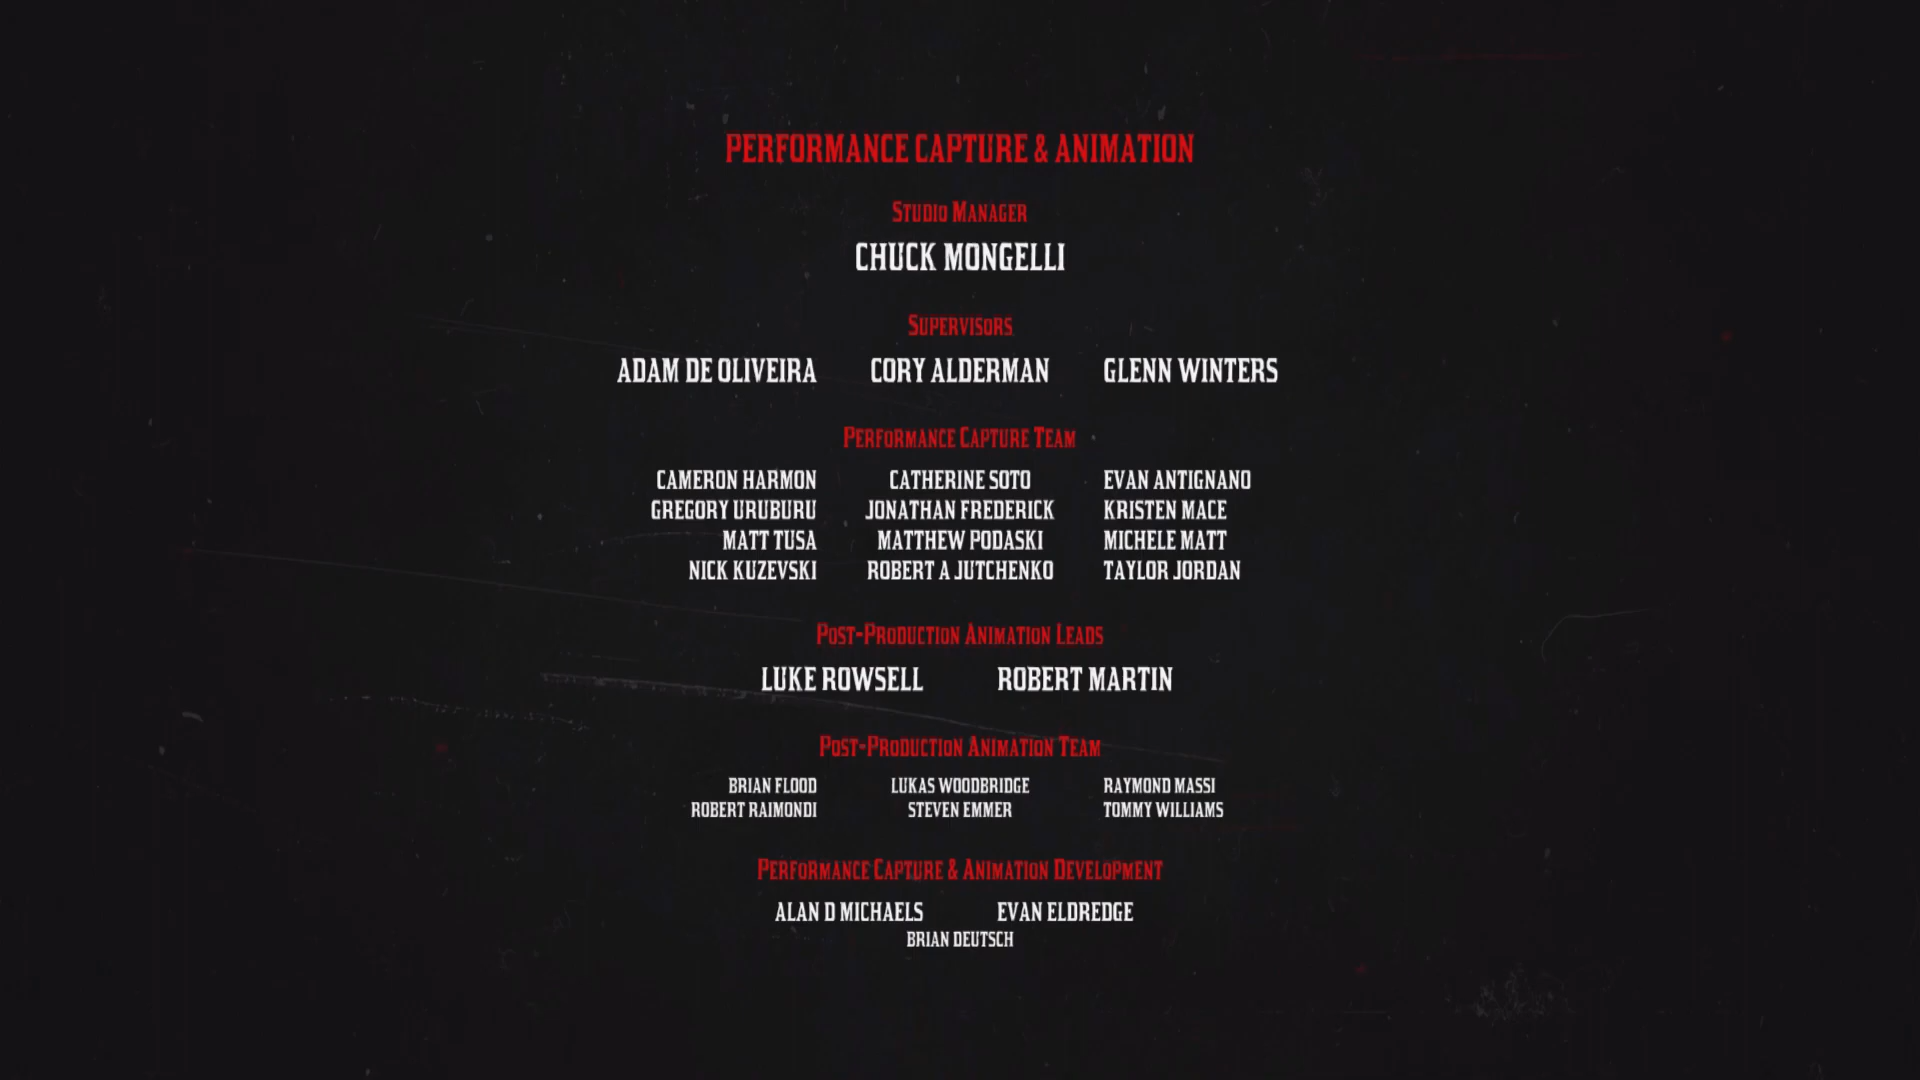 PERFORMANCE CAPTURE & ANIMATION
STUDIO MANAGER
CHUCK MONGELLI
SUPERVISORS
ADAM DE OLIVEIRA CORY ALDERMAN GLENN WINTERS
PERFORMANCE CAPTURE TEAM
CAMERON HARMON CATHERINE SOTO EVAN ANTIGNANO
GREGORY URUBURU JONATHAN FREDERICK KRISTEN MACE
MATT TUSA MATTHEW PODASKI MICHELE MATT
NICK KUZEVSKI ROBERT A JUTCHENKO TAYLOR JORDAN
POST-PRODUCTION ANIMATION LEADS
LUKE ROWSELL ROBERT MARTIN
POST-PRODUCTION ANIMATION TEAM
BRIAN FLOOD LUKAS WOODBRIDGE RAYMOND MASSI
ROBERT RAIMONDI STEVEN EMMER TOMMY WILLIAMS
PERFORMANCE CAPTURE & ANIMATION DEVELOPMENT
ALAN D MICHAELS EVAN ELDREDGE
BRIAN DEUTSCH